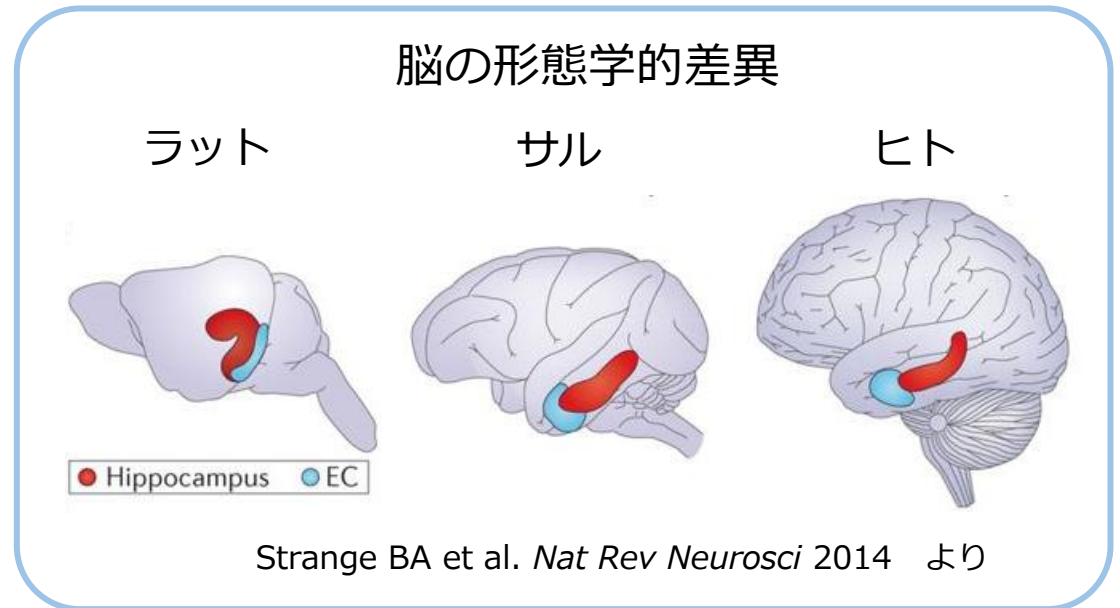 脳の形態学的差異
ラット サル ヒト
Hippocampus EC
Strange BA et al. Nat Rev Neurosci 2014 より